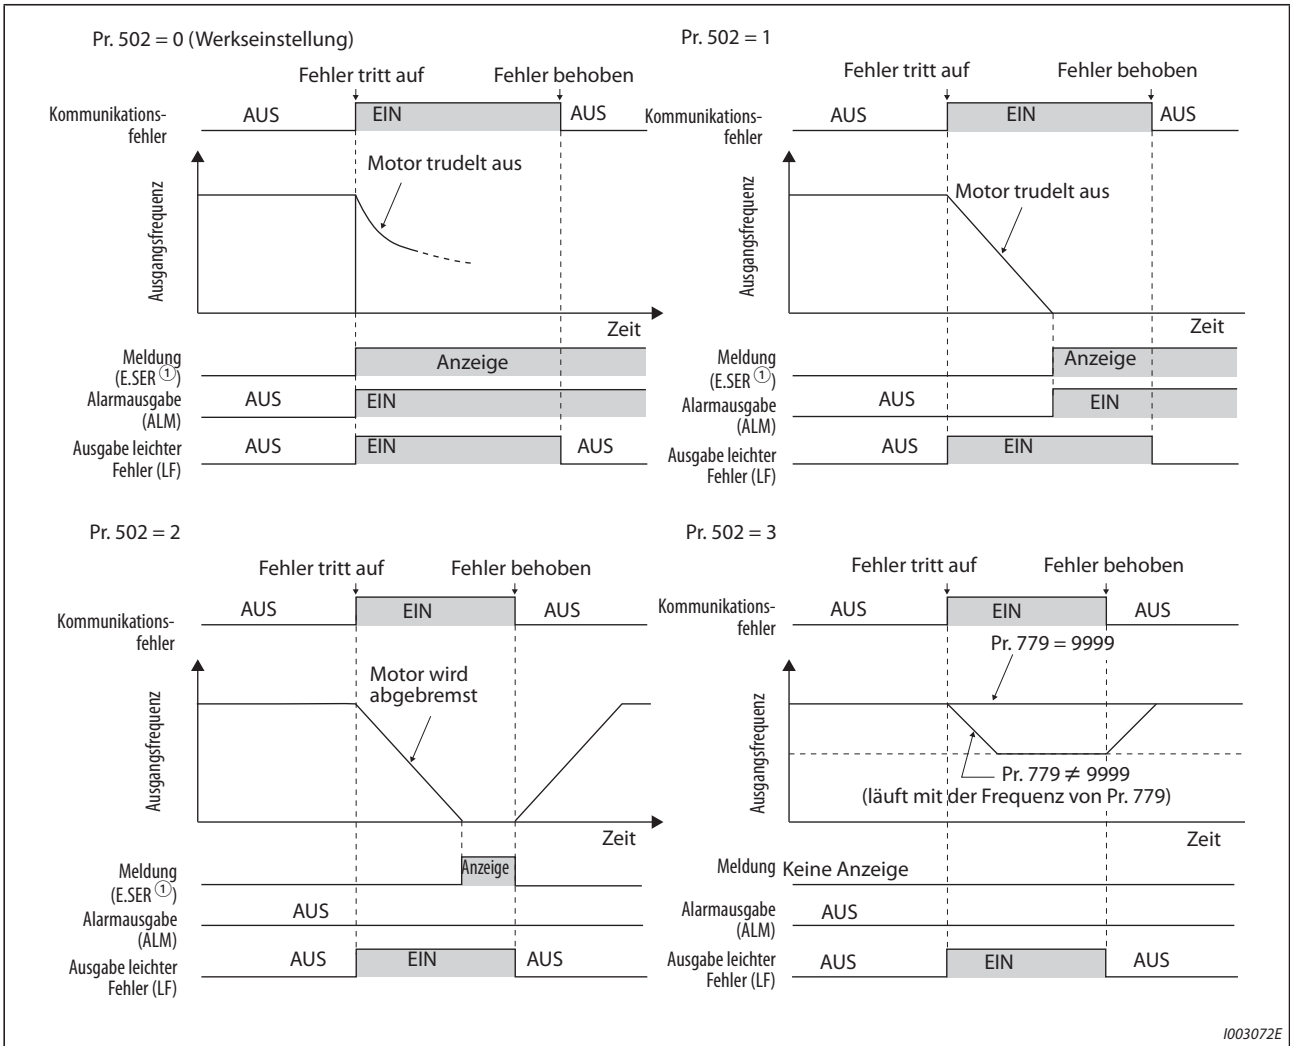 Pr. 502 = 0 (Werkseinstellung)
Fehler tritt auf
Fehler behoben
Kommunikations-
fehler
AUS
EIN
AUS
Ausgangsfrequenz
Motor trudelt aus
Zeit
Meldung
(E.SER ①)
Anzeige
Alarmausgabe
(ALM)
AUS
EIN
Ausgabe leichter
Fehler (LF)
AUS
EIN
AUS
Pr. 502 = 1
Fehler tritt auf
Fehler behoben
Kommunikations-
fehler
AUS
EIN
AUS
Ausgangsfrequenz
Motor trudelt aus
Zeit
Meldung
(E.SER ①)
Anzeige
Alarmausgabe
(ALM)
AUS
EIN
Ausgabe leichter
Fehler (LF)
AUS
EIN
Pr. 502 = 2
Fehler tritt auf
Fehler behoben
Kommunikations-
fehler
AUS
EIN
AUS
Ausgangsfrequenz
Motor wird
abgebremst
Zeit
Meldung
(E.SER ①)
Anzeige
Alarmausgabe
(ALM)
AUS
Ausgabe leichter
Fehler (LF)
AUS
EIN
AUS
Pr. 502 = 3
Fehler tritt auf
Fehler behoben
Kommunikations-
fehler
AUS
EIN
AUS
Pr. 779 = 9999
Ausgangsfrequenz
Pr. 779 ≠ 9999
(läuft mit der Frequenz von Pr. 779)
Zeit
Meldung
Keine Anzeige
Alarmausgabe
(ALM)
AUS
Ausgabe leichter
Fehler (LF)
AUS
EIN
AUS
I003072E